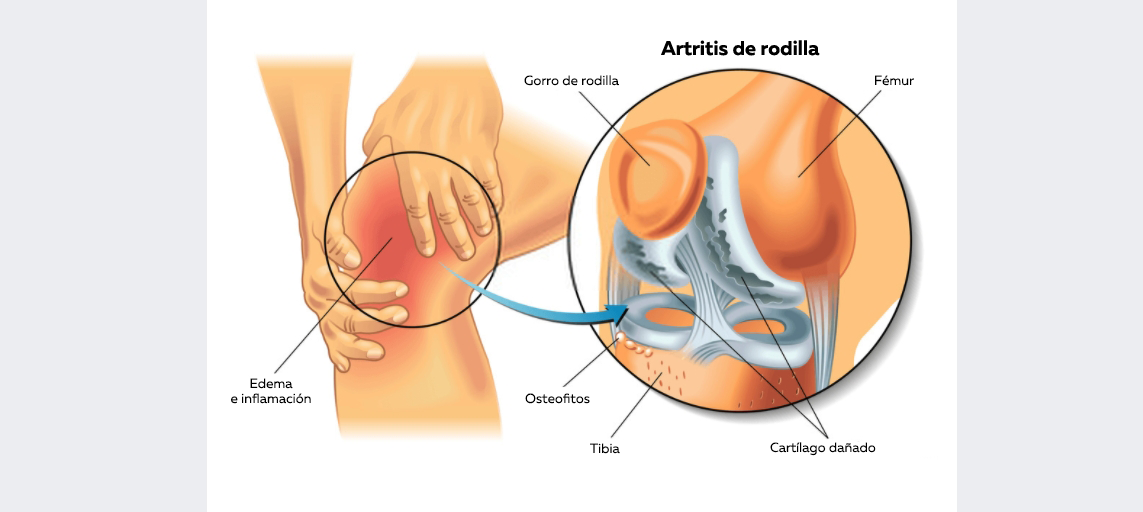 Artritis de rodilla
Gorro de rodilla
Fémur
Edema
e inflamación
Osteofitos
Tibia
Cartílago dañado